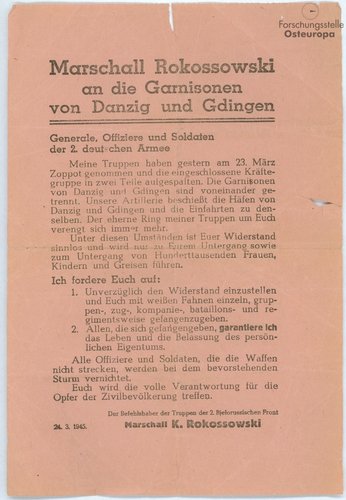 Forschungsstelle
Osteuropa
Marschall Rokossowski
an die Garnisonen
von Danzig und Gdingen
Generale, Offiziere und Soldaten
der 2. deutschen Armee
Meine Truppen haben gestern am 23. März
Zoppot genommen und die eingeschlossene Kräfte-
gruppe in zwei Teile aufgespalten. Die Garnisonen
von Danzig und Gdingen sind voneinander ge-
trennt. Unsere Artillerie beschießt die Häfen von
Danzig und Gdingen und die Einfahrten zu den-
selben. Der eherne Ring meiner Truppen um Euch
verengt sich immer mehr.
Unter diesen Umständen ist Euer Widerstand
sinnlos und wird nur zu Eurem Untergang sowie
zum Untergang von Hunderttausenden Frauen,
Kindern und Greisen führen.
Ich fordere Euch auf:
1. Unverzüglich den Widerstand einzustellen
und Euch mit weißen Fahnen einzeln, grup-
pen-, zug-, kompanie-, bataillons- und re-
gimentsweise gefangenzugeben.
2. Allen, die sich gefangengeben, garantiere ich
das Leben und die Belassung des persön-
lichen Eigentums.
Alle Offiziere und Soldaten, die die Waffen
nicht strecken, werden bei dem bevorstehenden
Sturm vernichtet.
Euch wird die volle Verantwortung für die
Opfer der Zivilbevölkerung treffen.
Der Befehlshaber der Truppen der 2. Bjelorussischen Front
24. 3. 1945. Marschall K. Rokossowski